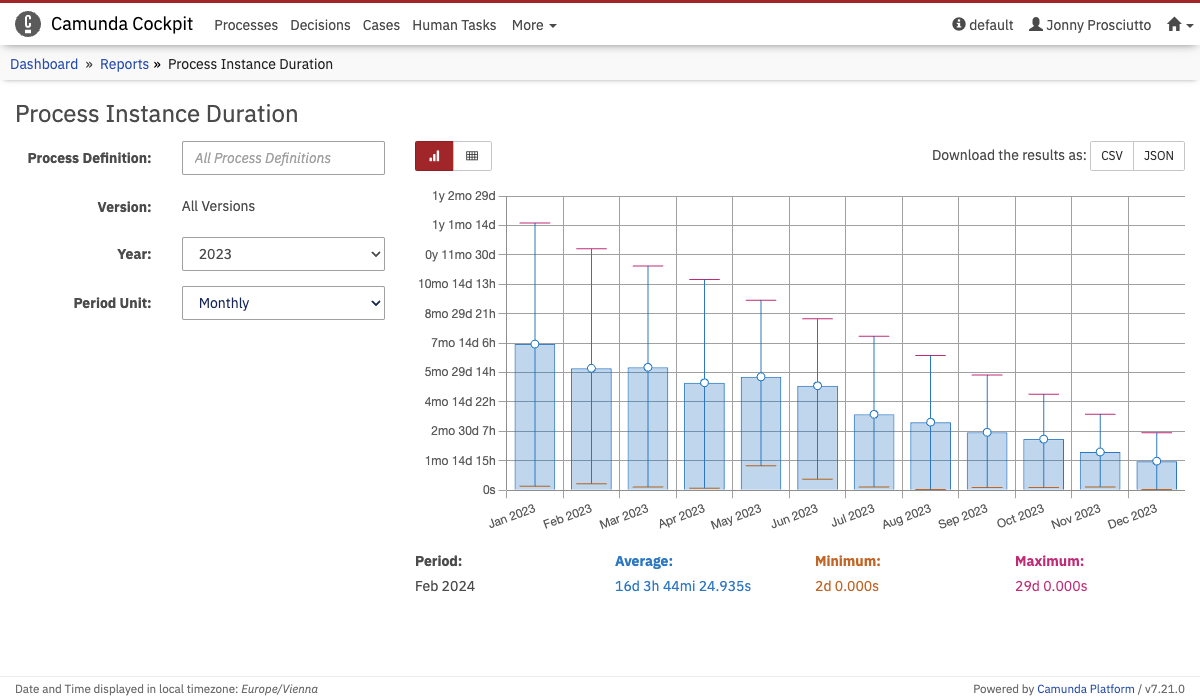 Camunda Cockpit Processes Decisions Cases Human Tasks More default Jonny Prosciutto
Dashboard » Reports » Process Instance Duration
Process Instance Duration
Process Definition: All Process Definitions
Version: All Versions
Year: 2023
Period Unit: Monthly
Download the results as: CSV JSON
1y 2mo 29d
1y 1mo 14d
0y 11mo 30d
10mo 14d 13h
8mo 29d 21h
7mo 14d 6h
5mo 29d 14h
4mo 14d 22h
2mo 30d 7h
1mo 14d 15h
0s
Jan 2023 Feb 2023 Mar 2023 Apr 2023 May 2023 Jun 2023 Jul 2023 Aug 2023 Sep 2023 Oct 2023 Nov 2023 Dec 2023
Period: Average: Minimum: Maximum:
Feb 2024 16d 3h 44mi 24.935s 2d 0.000s 29d 0.000s
Date and Time displayed in local timezone: Europe/Vienna Powered by Camunda Platform / v7.21.0